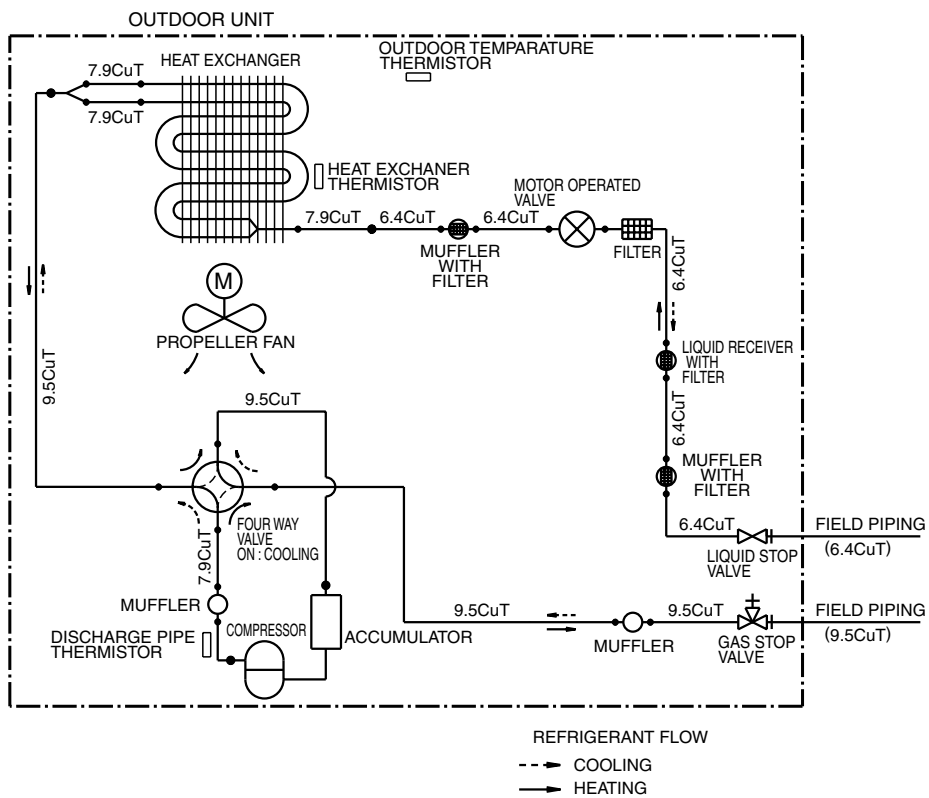 OUTDOOR UNIT
OUTDOOR TEMPARATURE
THERMISTOR
HEAT EXCHANGER
7.9CuT
7.9CuT
HEAT EXCHANER
THERMISTOR
MOTOR OPERATED
VALVE
7.9CuT
6.4CuT
6.4CuT
MUFFLER
WITH
FILTER
FILTER
6.4CuT
M
PROPELLER FAN
LIQUID RECEIVER
WITH
FILTER
9.5CuT
9.5CuT
6.4CuT
MUFFLER
WITH
FILTER
FOUR WAY
VALVE
ON : COOLING
7.9CuT
6.4CuT
FIELD PIPING
(6.4CuT)
LIQUID STOP
VALVE
MUFFLER
COMPRESSOR
ACCUMULATOR
DISCHARGE PIPE
THERMISTOR
9.5CuT
9.5CuT
FIELD PIPING
(9.5CuT)
MUFFLER
GAS STOP
VALVE
REFRIGERANT FLOW
COOLING
HEATING